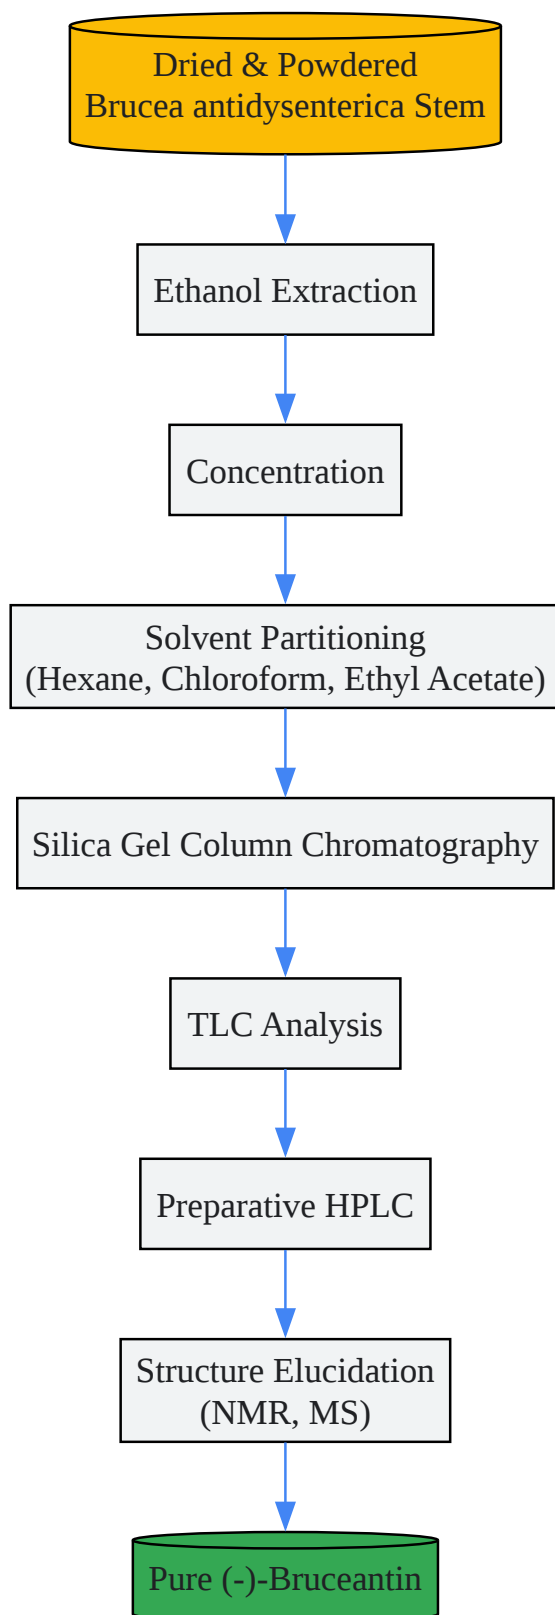 Dried & Powdered
Brucea antidysenterica Stem
Ethanol Extraction
Concentration
Solvent Partitioning
(Hexane, Chloroform, Ethyl Acetate)
Silica Gel Column Chromatography
TLC Analysis
Preparative HPLC
Structure Elucidation
(NMR, MS)
Pure (-)-Bruceantin